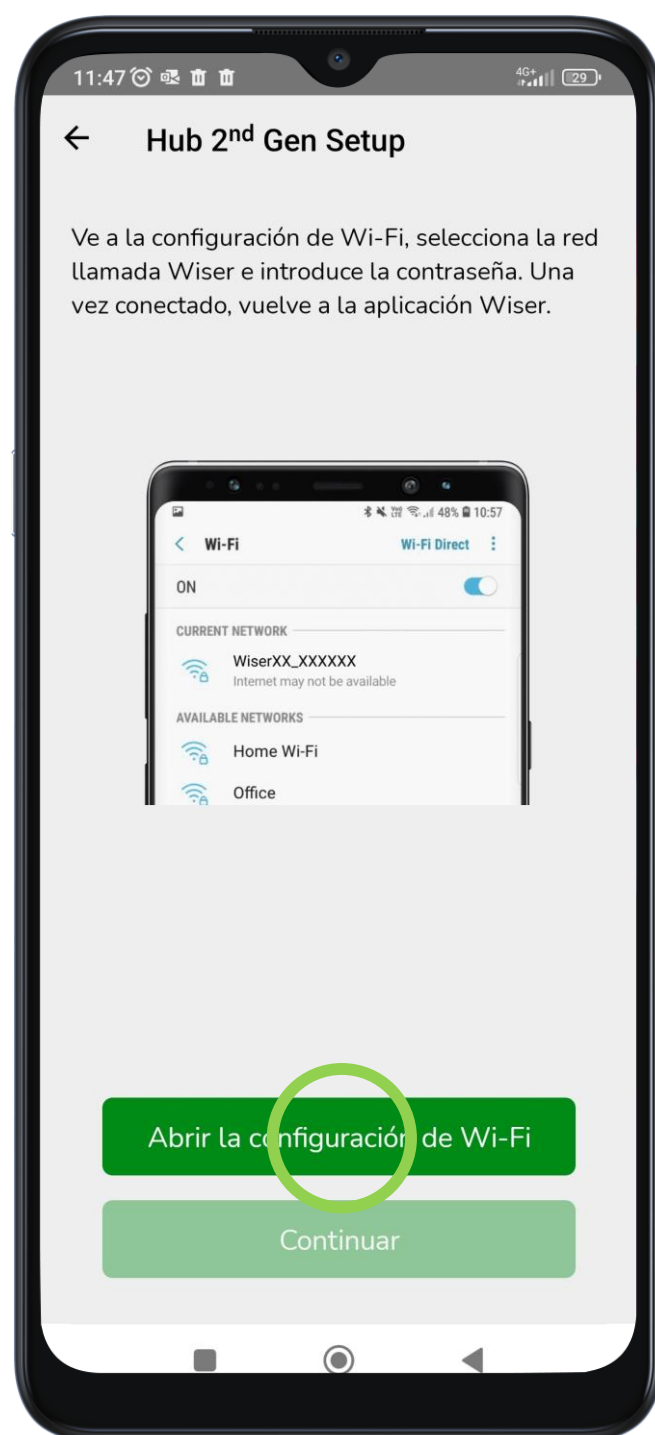 11:47
4G+
29
Hub 2nd Gen Setup
Ve a la configuración de Wi-Fi, selecciona la red
llamada Wiser e introduce la contraseña. Una
vez conectado, vuelve a la aplicación Wiser.
48% 10:57
Wi-Fi
Wi-Fi Direct
ON
CURRENT NETWORK
WiserXX_XXXXXX
Internet may not be available
AVAILABLE NETWORKS
Home Wi-Fi
Office
Abrir la configuración de Wi-Fi
Continuar